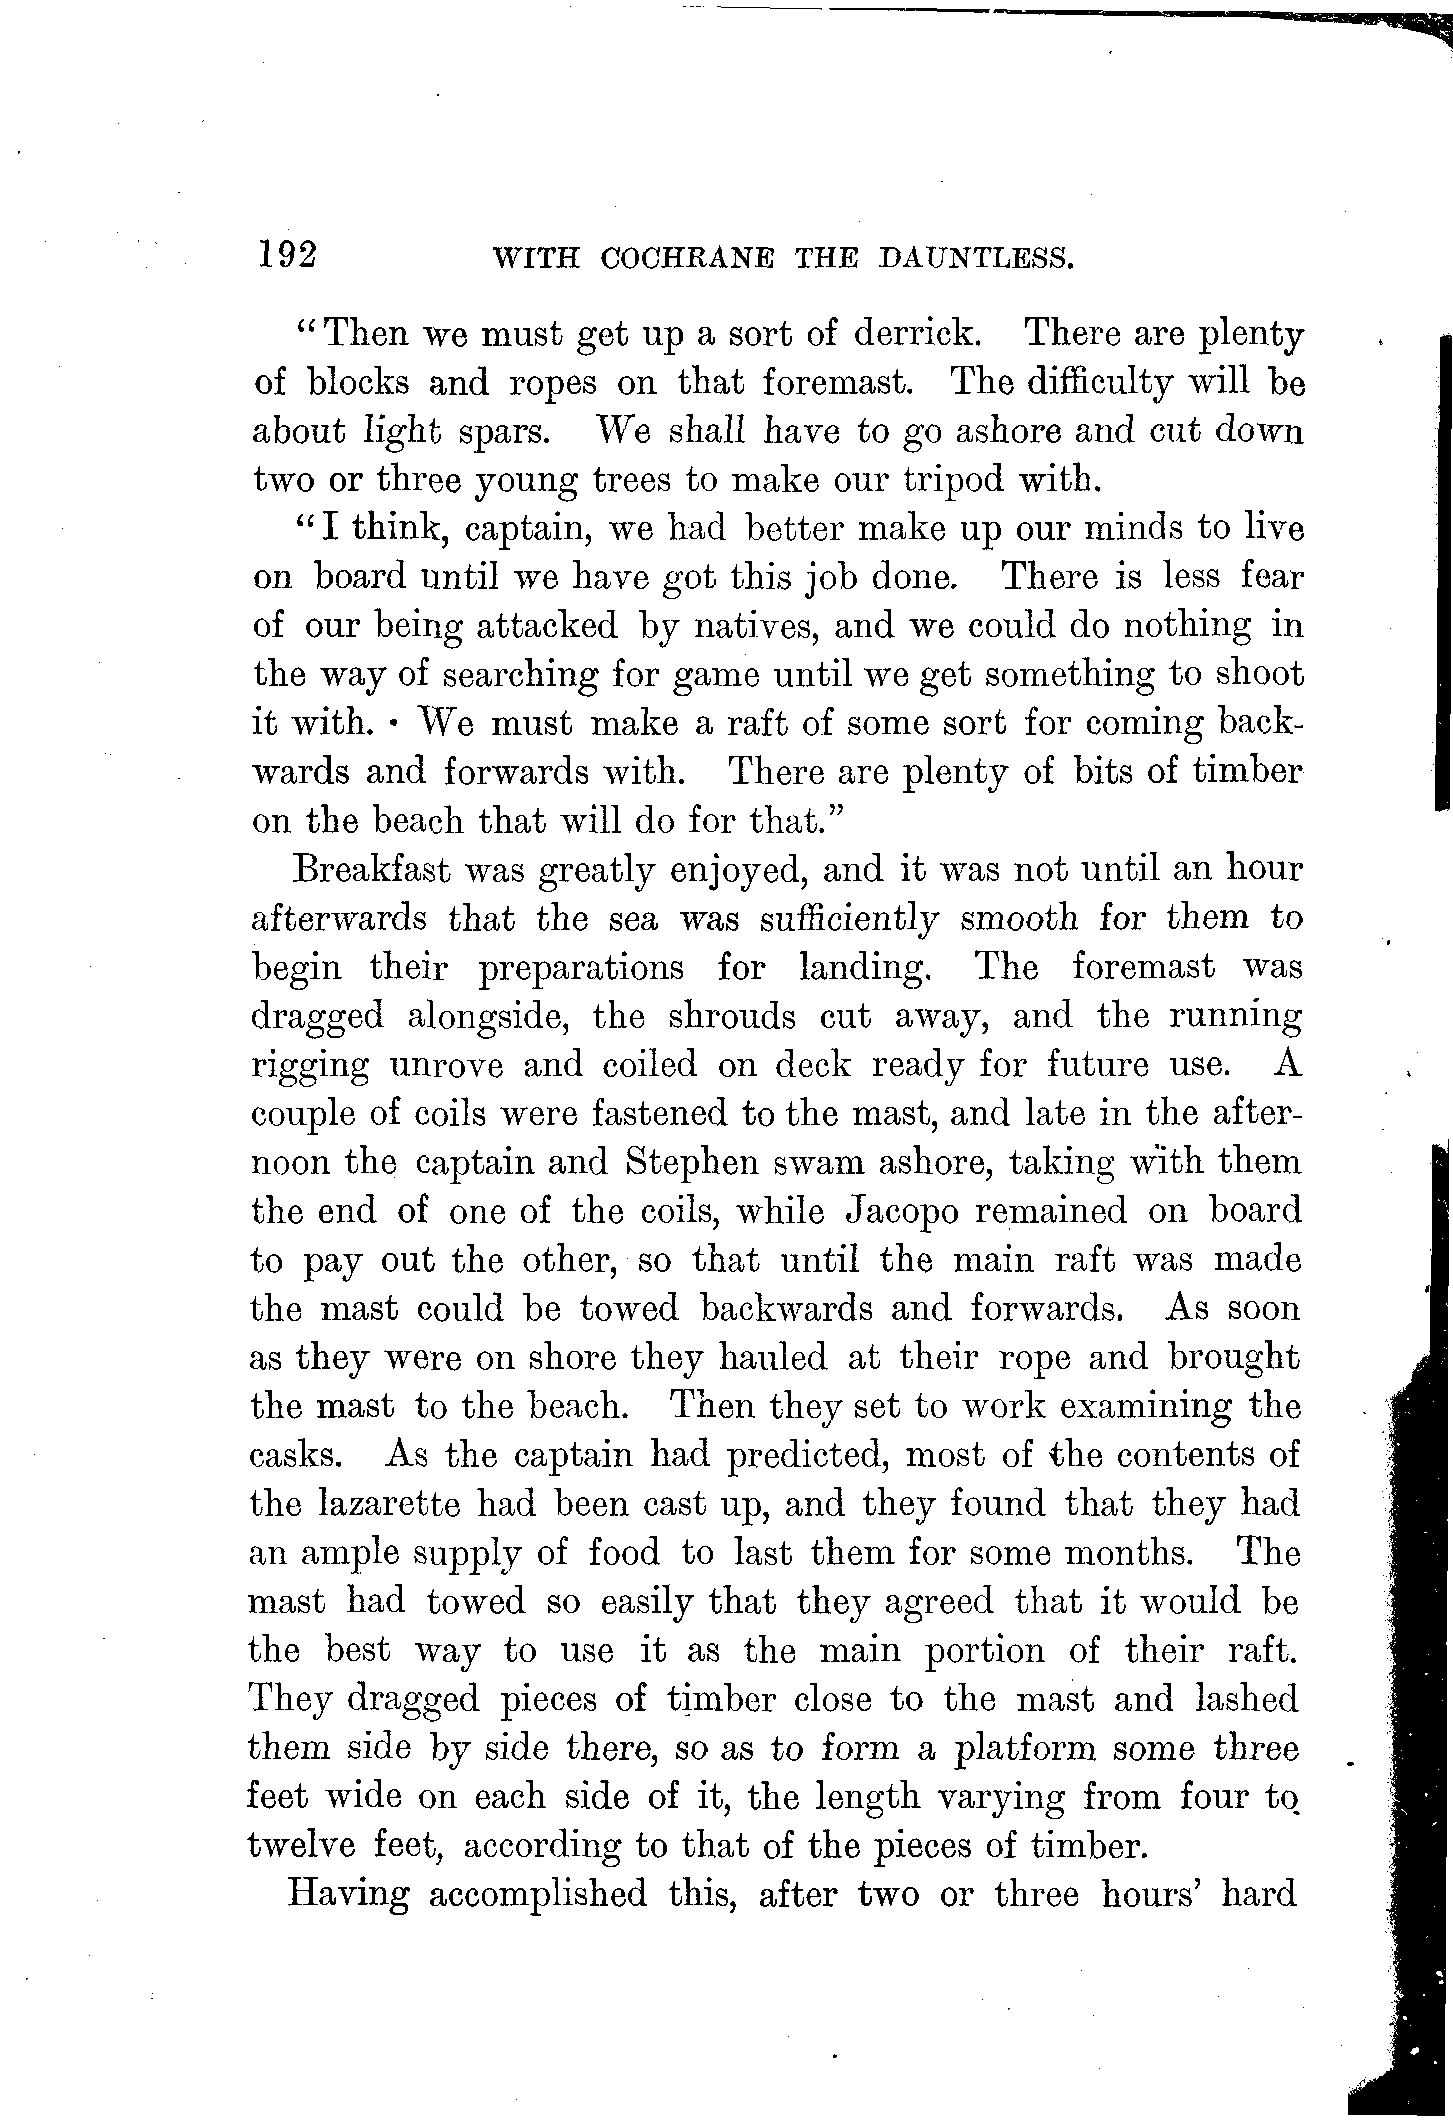 192 WITH COCHRANE THE DAUNTLESS.
“Then we must get up a sort of derrick. There are plenty
of blocks and ropes on that foremast. The difficulty will be
about light spars. We shall have to go ashore and cut down
two or three young trees to make our tripod with.
“I think, captain, we had better make up our minds to live
on board until we have got this job done. There is less fear
of our being attacked by natives, and we could do nothing in
the way of searching for game until we get something to shoot
it with. We must make a raft of some sort for coming back-
wards and forwards with. There are plenty of bits of timber
on the beach that will do for that.”
Breakfast was greatly enjoyed, and it was not until an hour
afterwards that the sea was sufficiently smooth for them to
begin their preparations for landing. The foremast was
dragged alongside, the shrouds cut away, and the running
rigging unrove and coiled on deck ready for future use. A
couple of coils were fastened to the mast, and late in the after-
noon the captain and Stephen swam ashore, taking with them
the end of one of the coils, while Jacopo remained on board
to pay out the other, so that until the main raft was made
the mast could be towed backwards and forwards. As soon
as they were on shore they hauled at their rope and brought
the mast to the beach. Then they set to work examining the
casks. As the captain had predicted, most of the contents of
the lazarette had been cast up, and they found that they had
an ample supply of food to last them for some months. The
mast had towed so easily that they agreed that it would be
the best way to use it as the main portion of their raft.
They dragged pieces of timber close to the mast and lashed
them side by side there, so as to form a platform some three
feet wide on each side of it, the length varying from four to
twelve feet, according to that of the pieces of timber.
Having accomplished this, after two or three hours’ hard